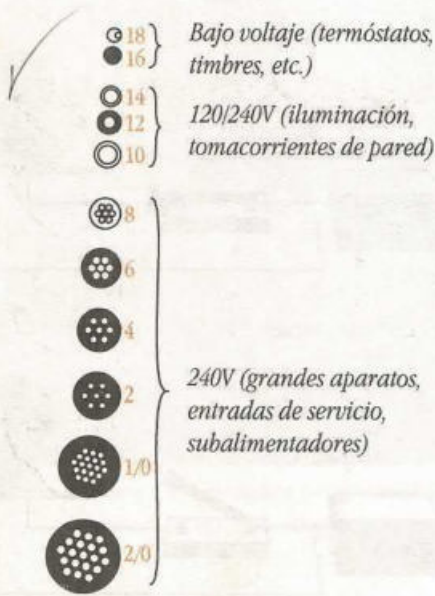 18
16
Bajo voltaje (termóstatos,
timbres, etc.)
14
12
10
120/240V (iluminación,
tomacorrientes de pared)
8
6
4
2
1/0
2/0
240V (grandes aparatos,
entradas de servicio,
subalimentadores)